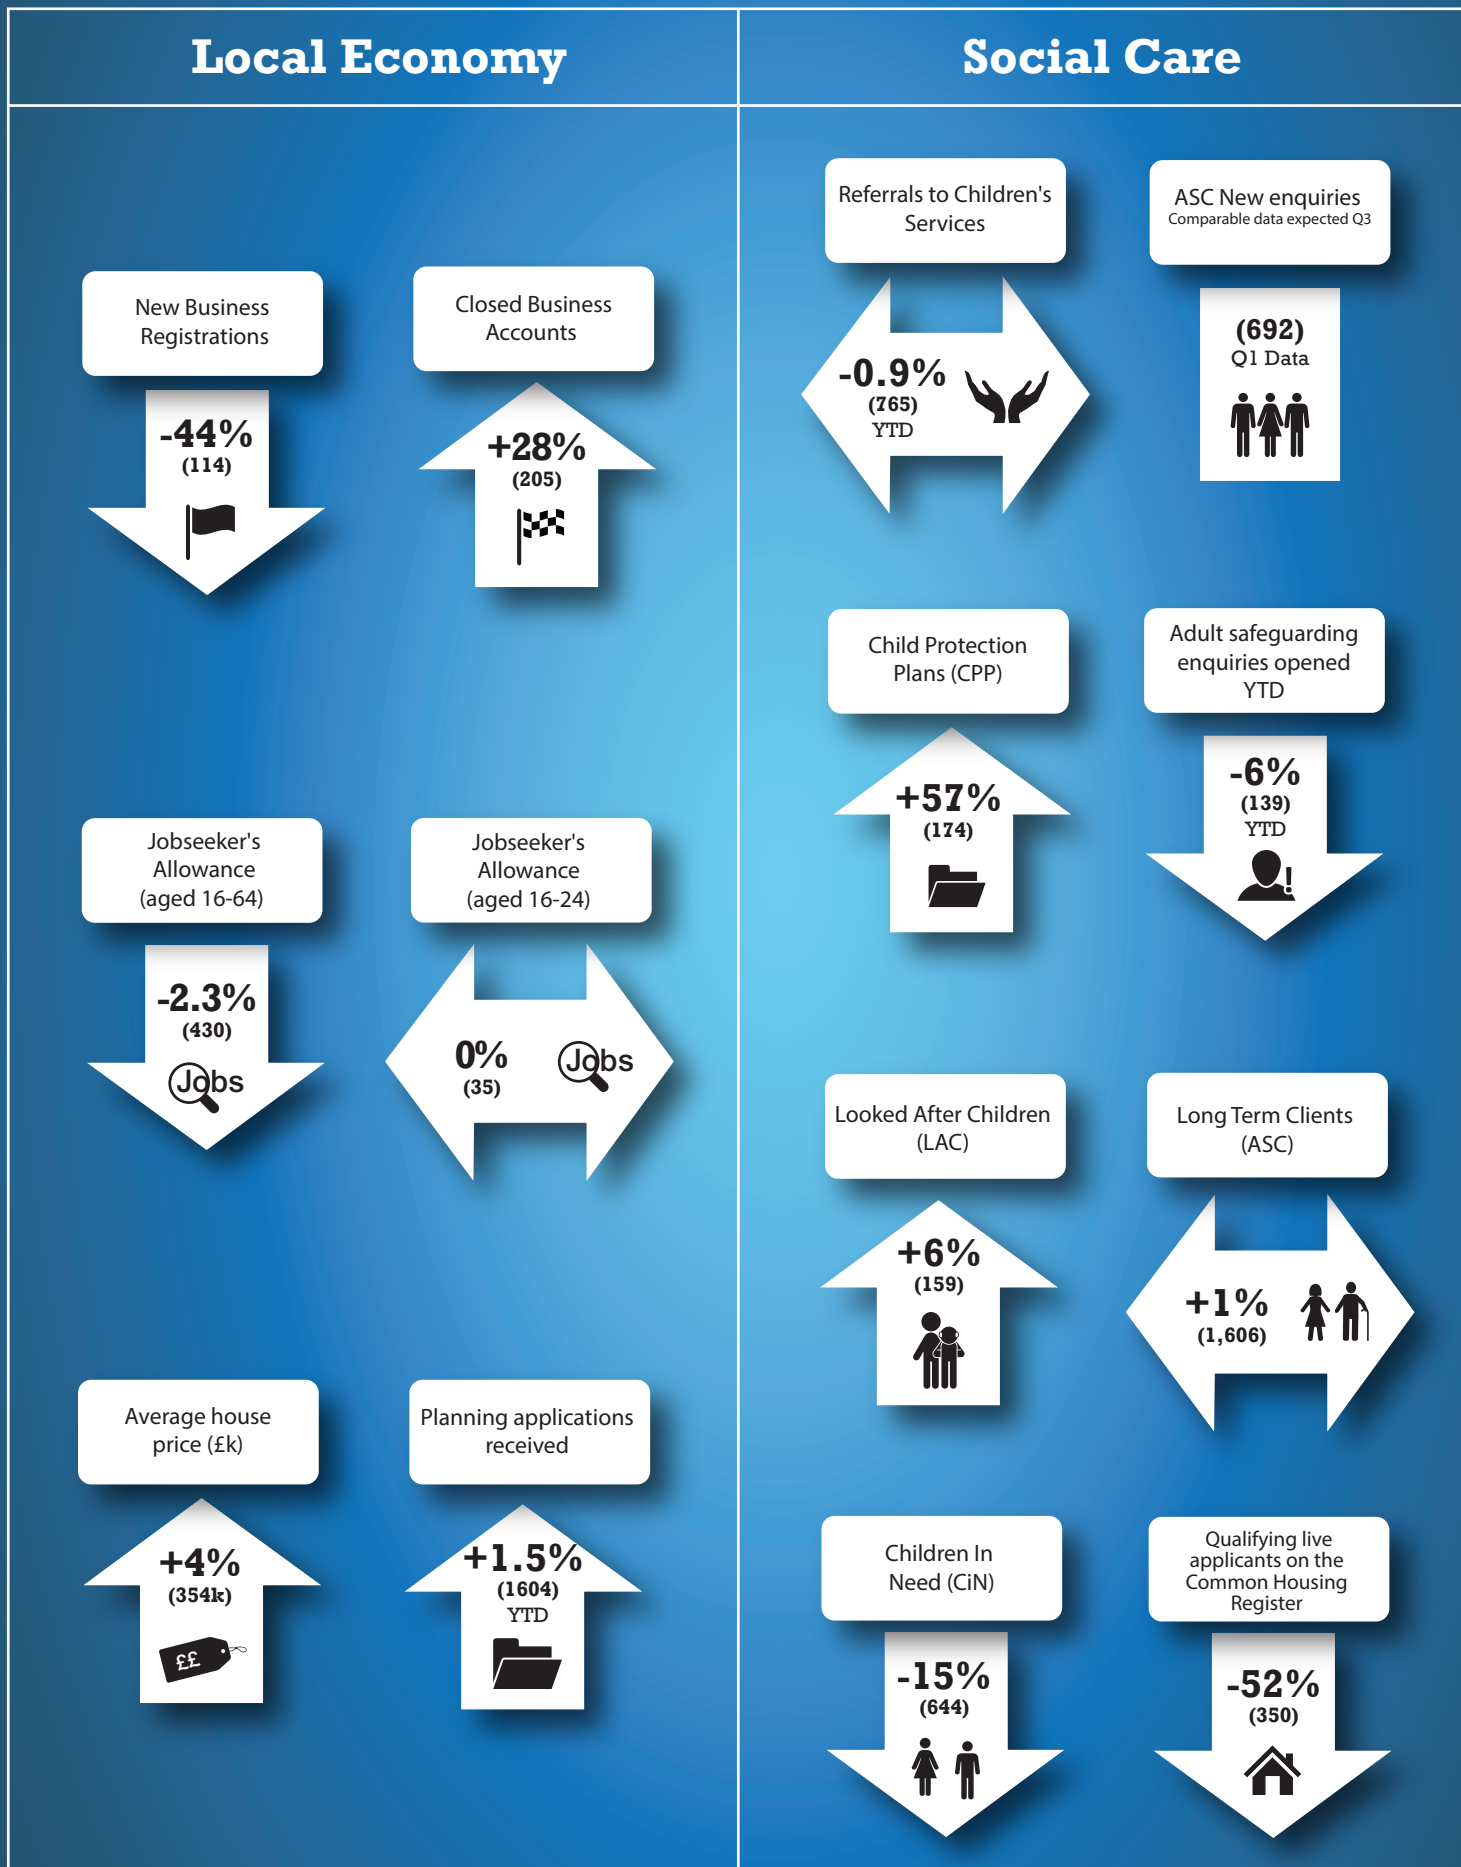 Local Economy
New Business
Registrations
-44%
(114)
Closed Business
Accounts
+28%
(205)
Jobseeker's
Allowance
(aged 16-64)
-2.3%
(430)
Jobs
Jobseeker's
Allowance
(aged 16-24)
0%
(35)
Jobs
Average house
price (£k)
+4%
(354k)
££
Planning applications
received
+1.5%
(1604)
YTD
Social Care
Referrals to Children's
Services
-0.9%
(765)
YTD
ASC New enquiries
Comparable data expected Q3
(692)
Q1 Data
Child Protection
Plans (CPP)
+57%
(174)
Adult safeguarding
enquiries opened
YTD
-6%
(139)
YTD
!
Looked After Children
(LAC)
+6%
(159)
Long Term Clients
(ASC)
+1%
(1,606)
Children In
Need (CiN)
-15%
(644)
Qualifying live
applicants on the
Common Housing
Register
-52%
(350)